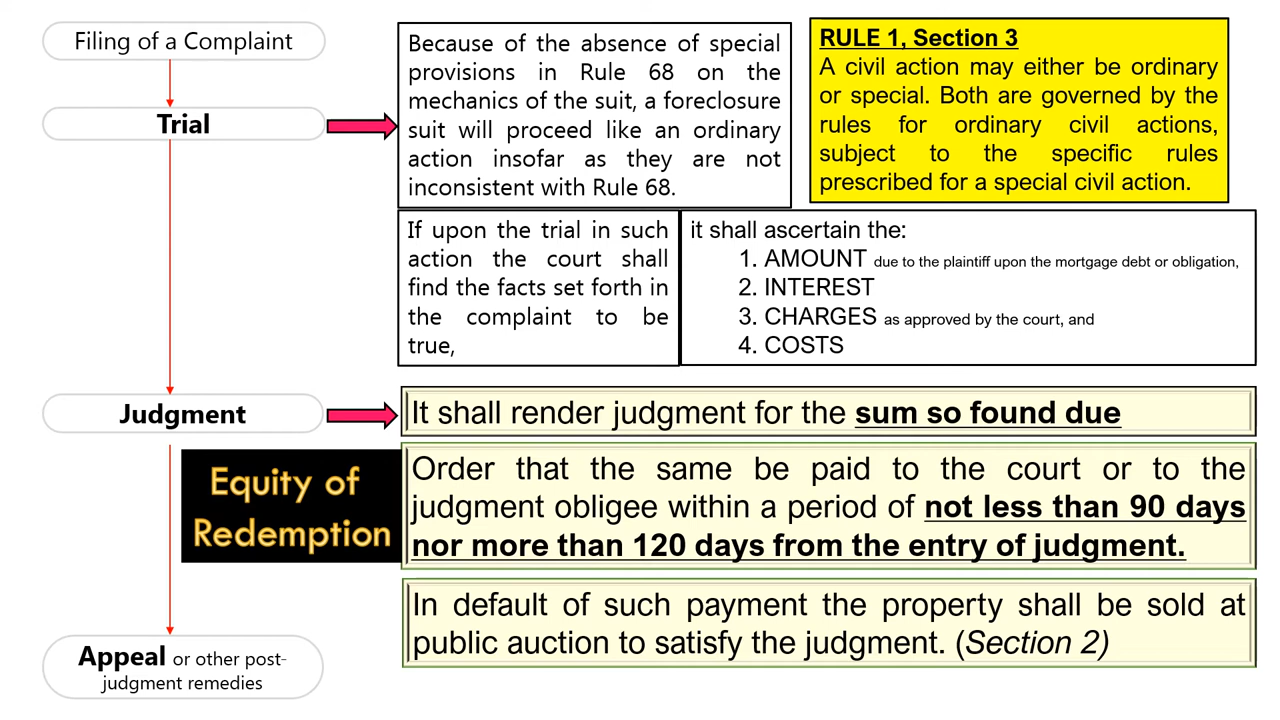 Filing of a Complaint
Trial
Because of the absence of special
provisions in Rule 68 on the
mechanics of the suit, a foreclosure
suit will proceed like an ordinary
action insofar as they are not
inconsistent with Rule 68.
RULE 1, Section 3
A civil action may either be ordinary
or special. Both are governed by the
rules for ordinary civil actions,
subject to the specific rules
prescribed for a special civil action.
If upon the trial in such
action the court shall
find the facts set forth in
the complaint to be
true,
it shall ascertain the:
1. AMOUNT due to the plaintiff upon the mortgage debt or obligation,
2. INTEREST
3. CHARGES as approved by the court, and
4. COSTS
Judgment
It shall render judgment for the sum so found due
Equity of
Redemption
Order that the same be paid to the court or to the
judgment obligee within a period of not less than 90 days
nor more than 120 days from the entry of judgment.
In default of such payment the property shall be sold at
public auction to satisfy the judgment. (Section 2)
Appeal or other post-
judgment remedies